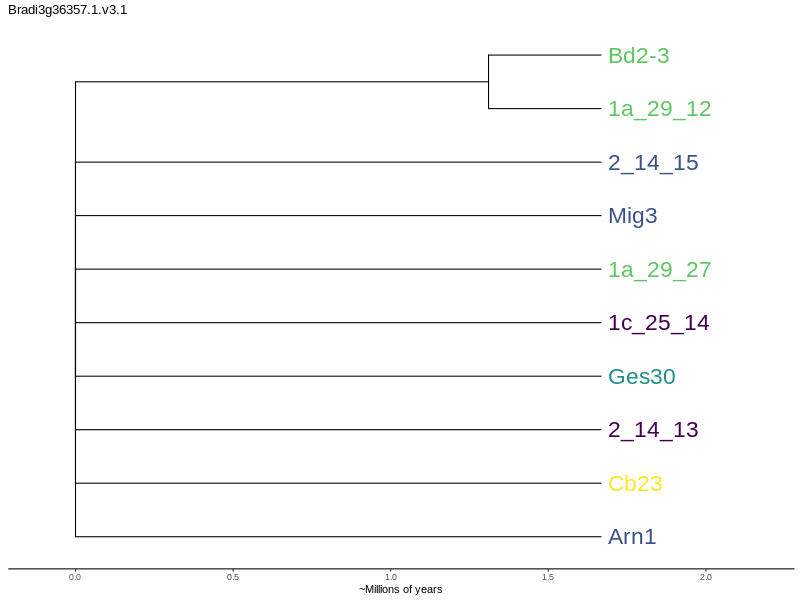 Bradi3g36357.1.v3.1
Bd2-3
1a_29_12
2_14_15
Mig3
1a_29_27
1c_25_14
Ges30
2_14_13
Cb23
Arn1
0.0 0.5 1.0 1.5 2.0
~Millions of years